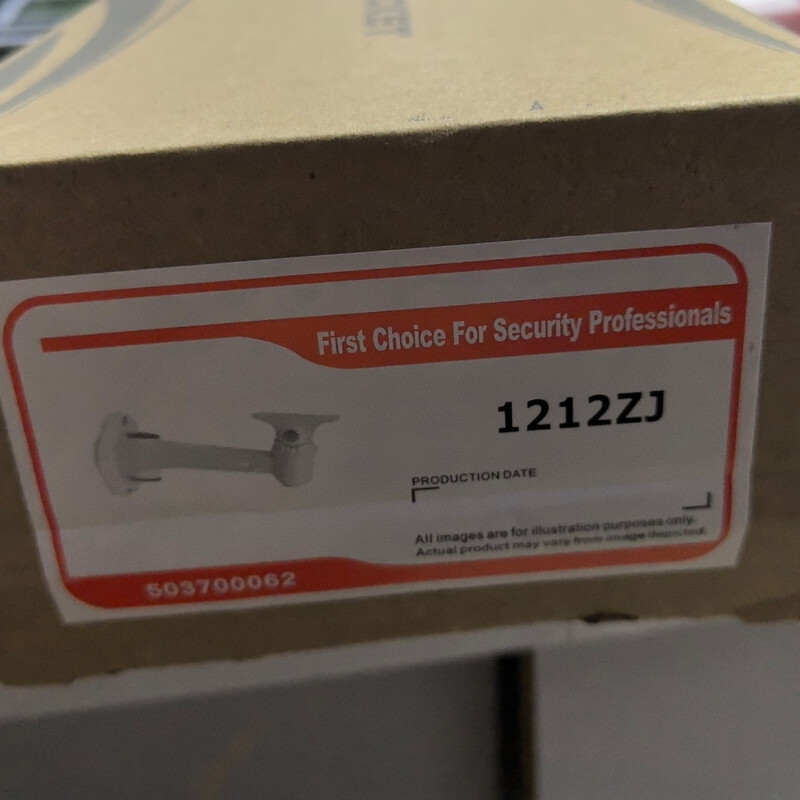 First Choice For Security Professionals
1212ZJ
PRODUCTION DATE
All images are for illustration purposes only.
Actual product may vary from image depicted.
503700062